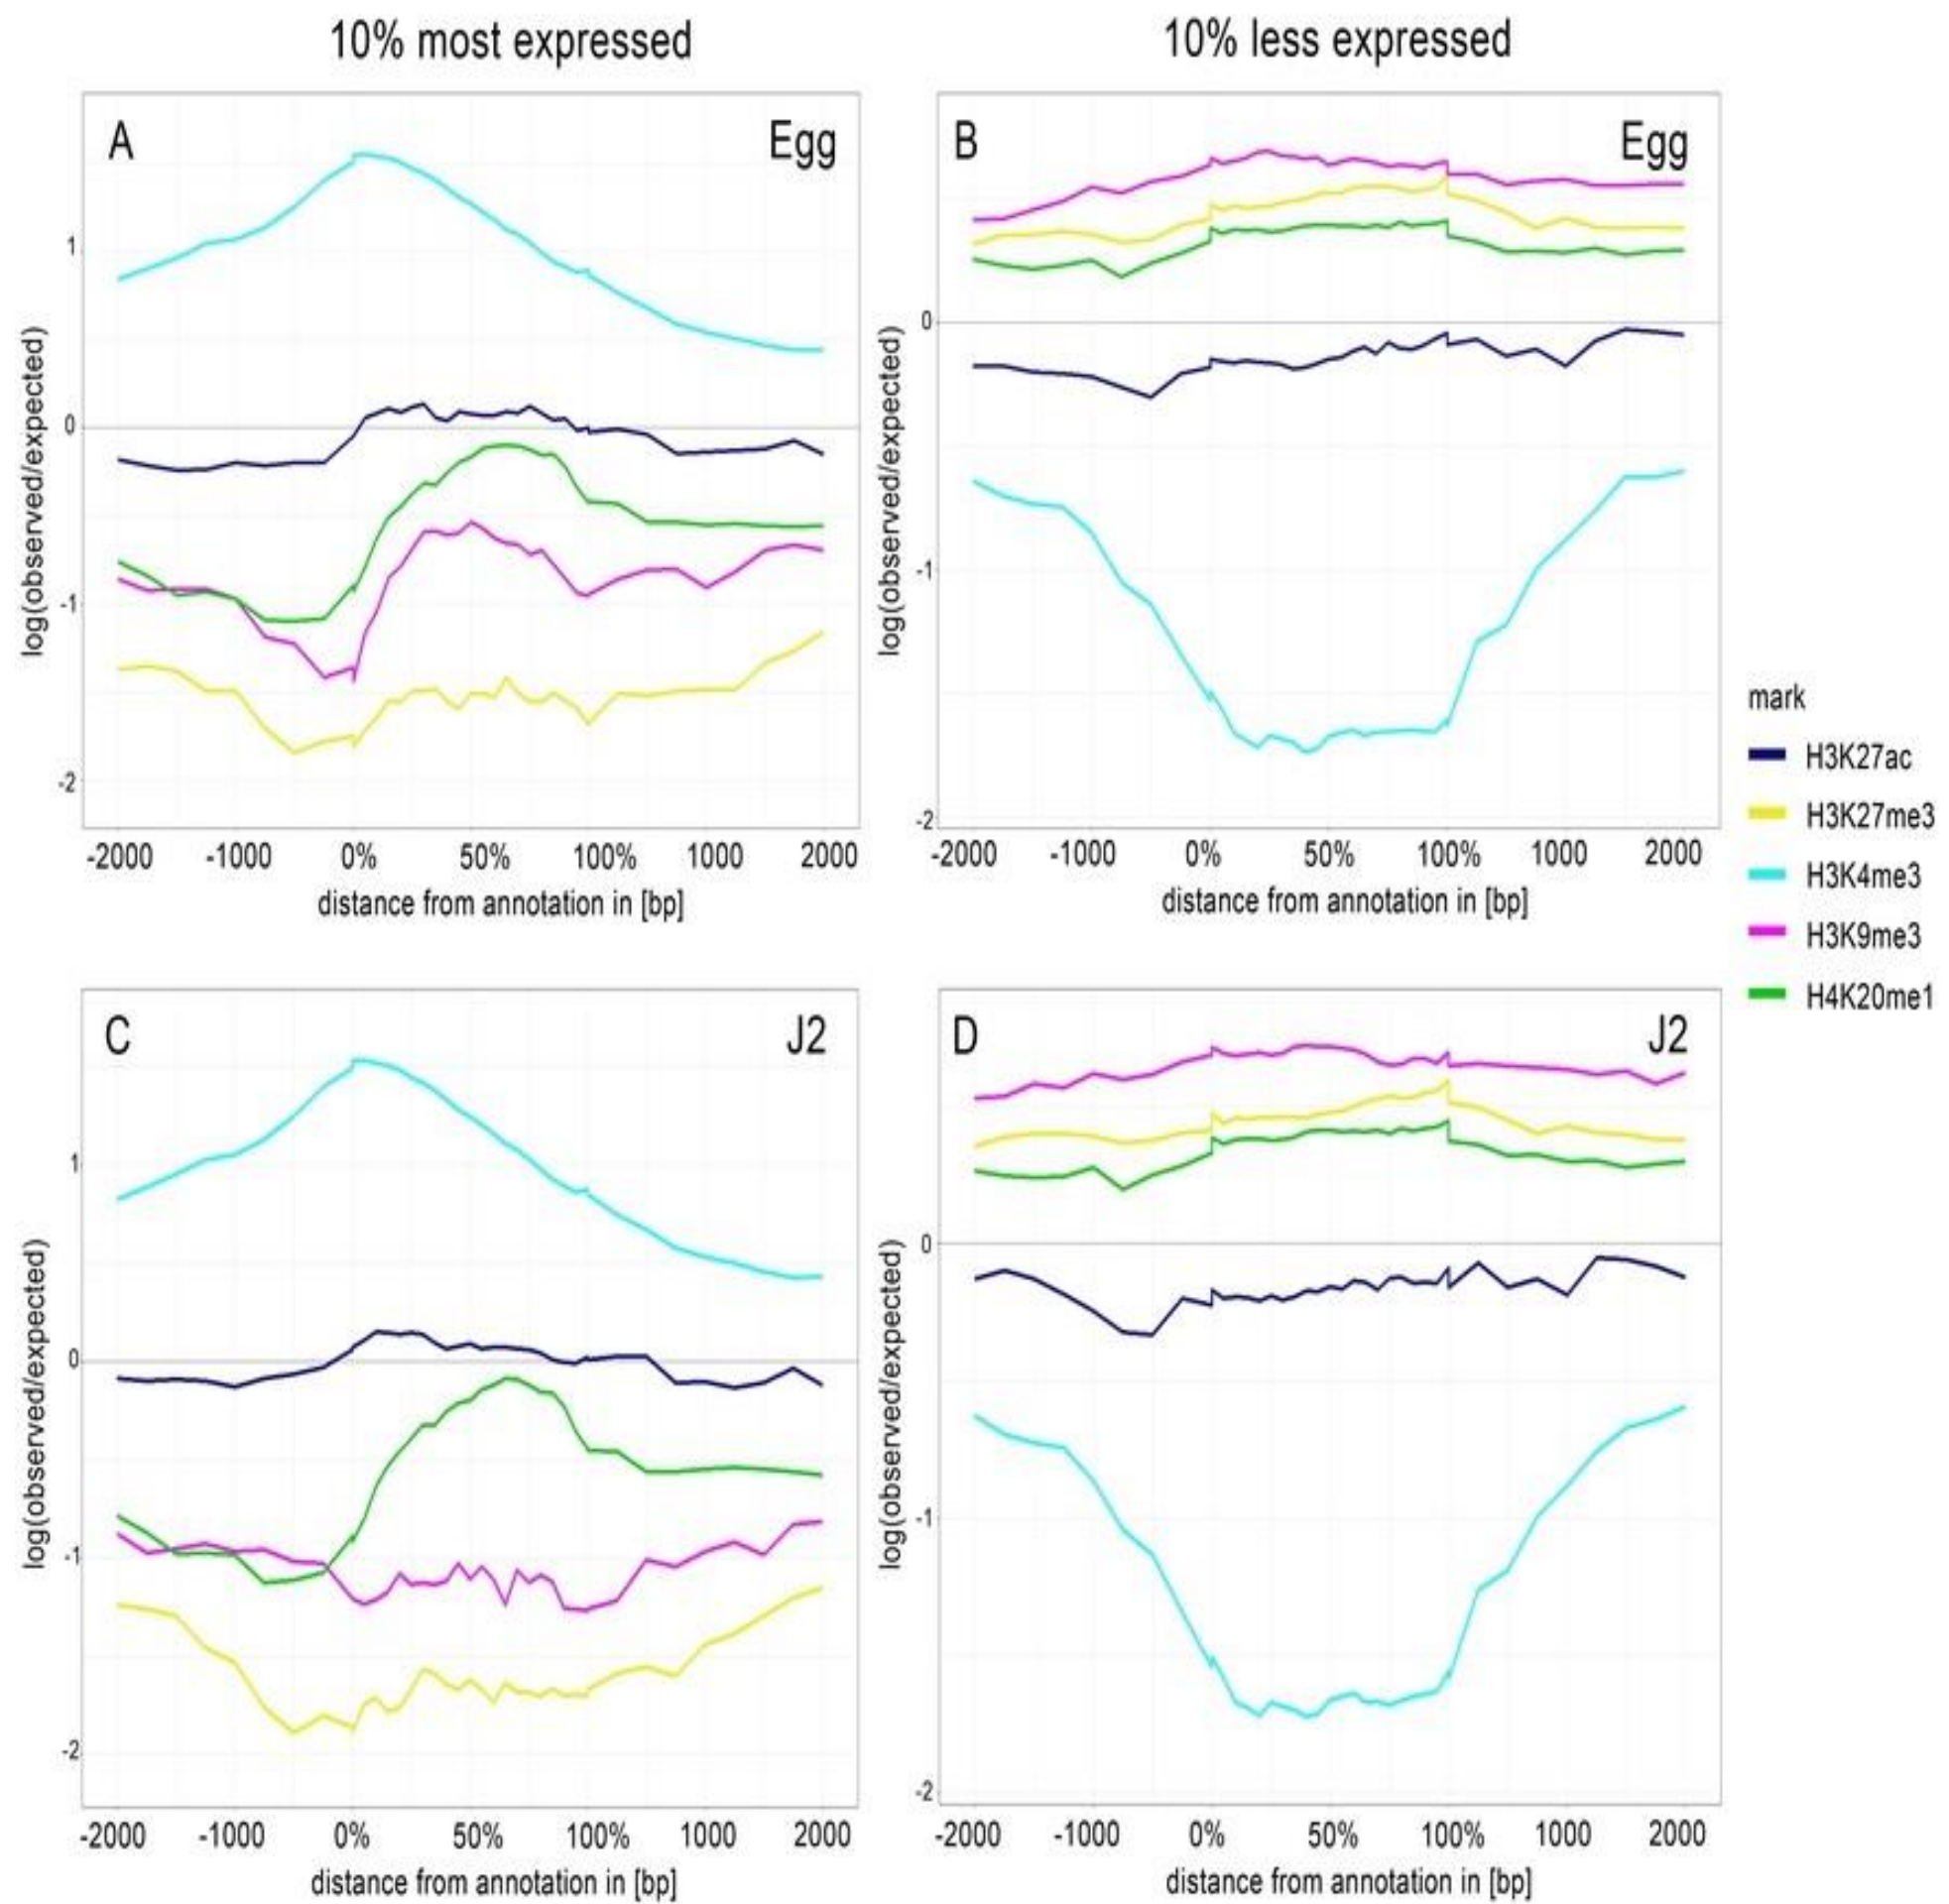 10% most expressed
10% less expressed
A
Egg
1
0
-1
-2
log(observed/expected)
-2000 -1000 0% 50% 100% 1000 2000
distance from annotation in [bp]
B
Egg
0
-1
-2
log(observed/expected)
-2000 -1000 0% 50% 100% 1000 2000
distance from annotation in [bp]
mark
H3K27ac
H3K27me3
H3K4me3
H3K9me3
H4K20me1
C
J2
1
0
-1
-2
log(observed/expected)
-2000 -1000 0% 50% 100% 1000 2000
distance from annotation in [bp]
D
J2
0
-1
-2
log(observed/expected)
-2000 -1000 0% 50% 100% 1000 2000
distance from annotation in [bp]